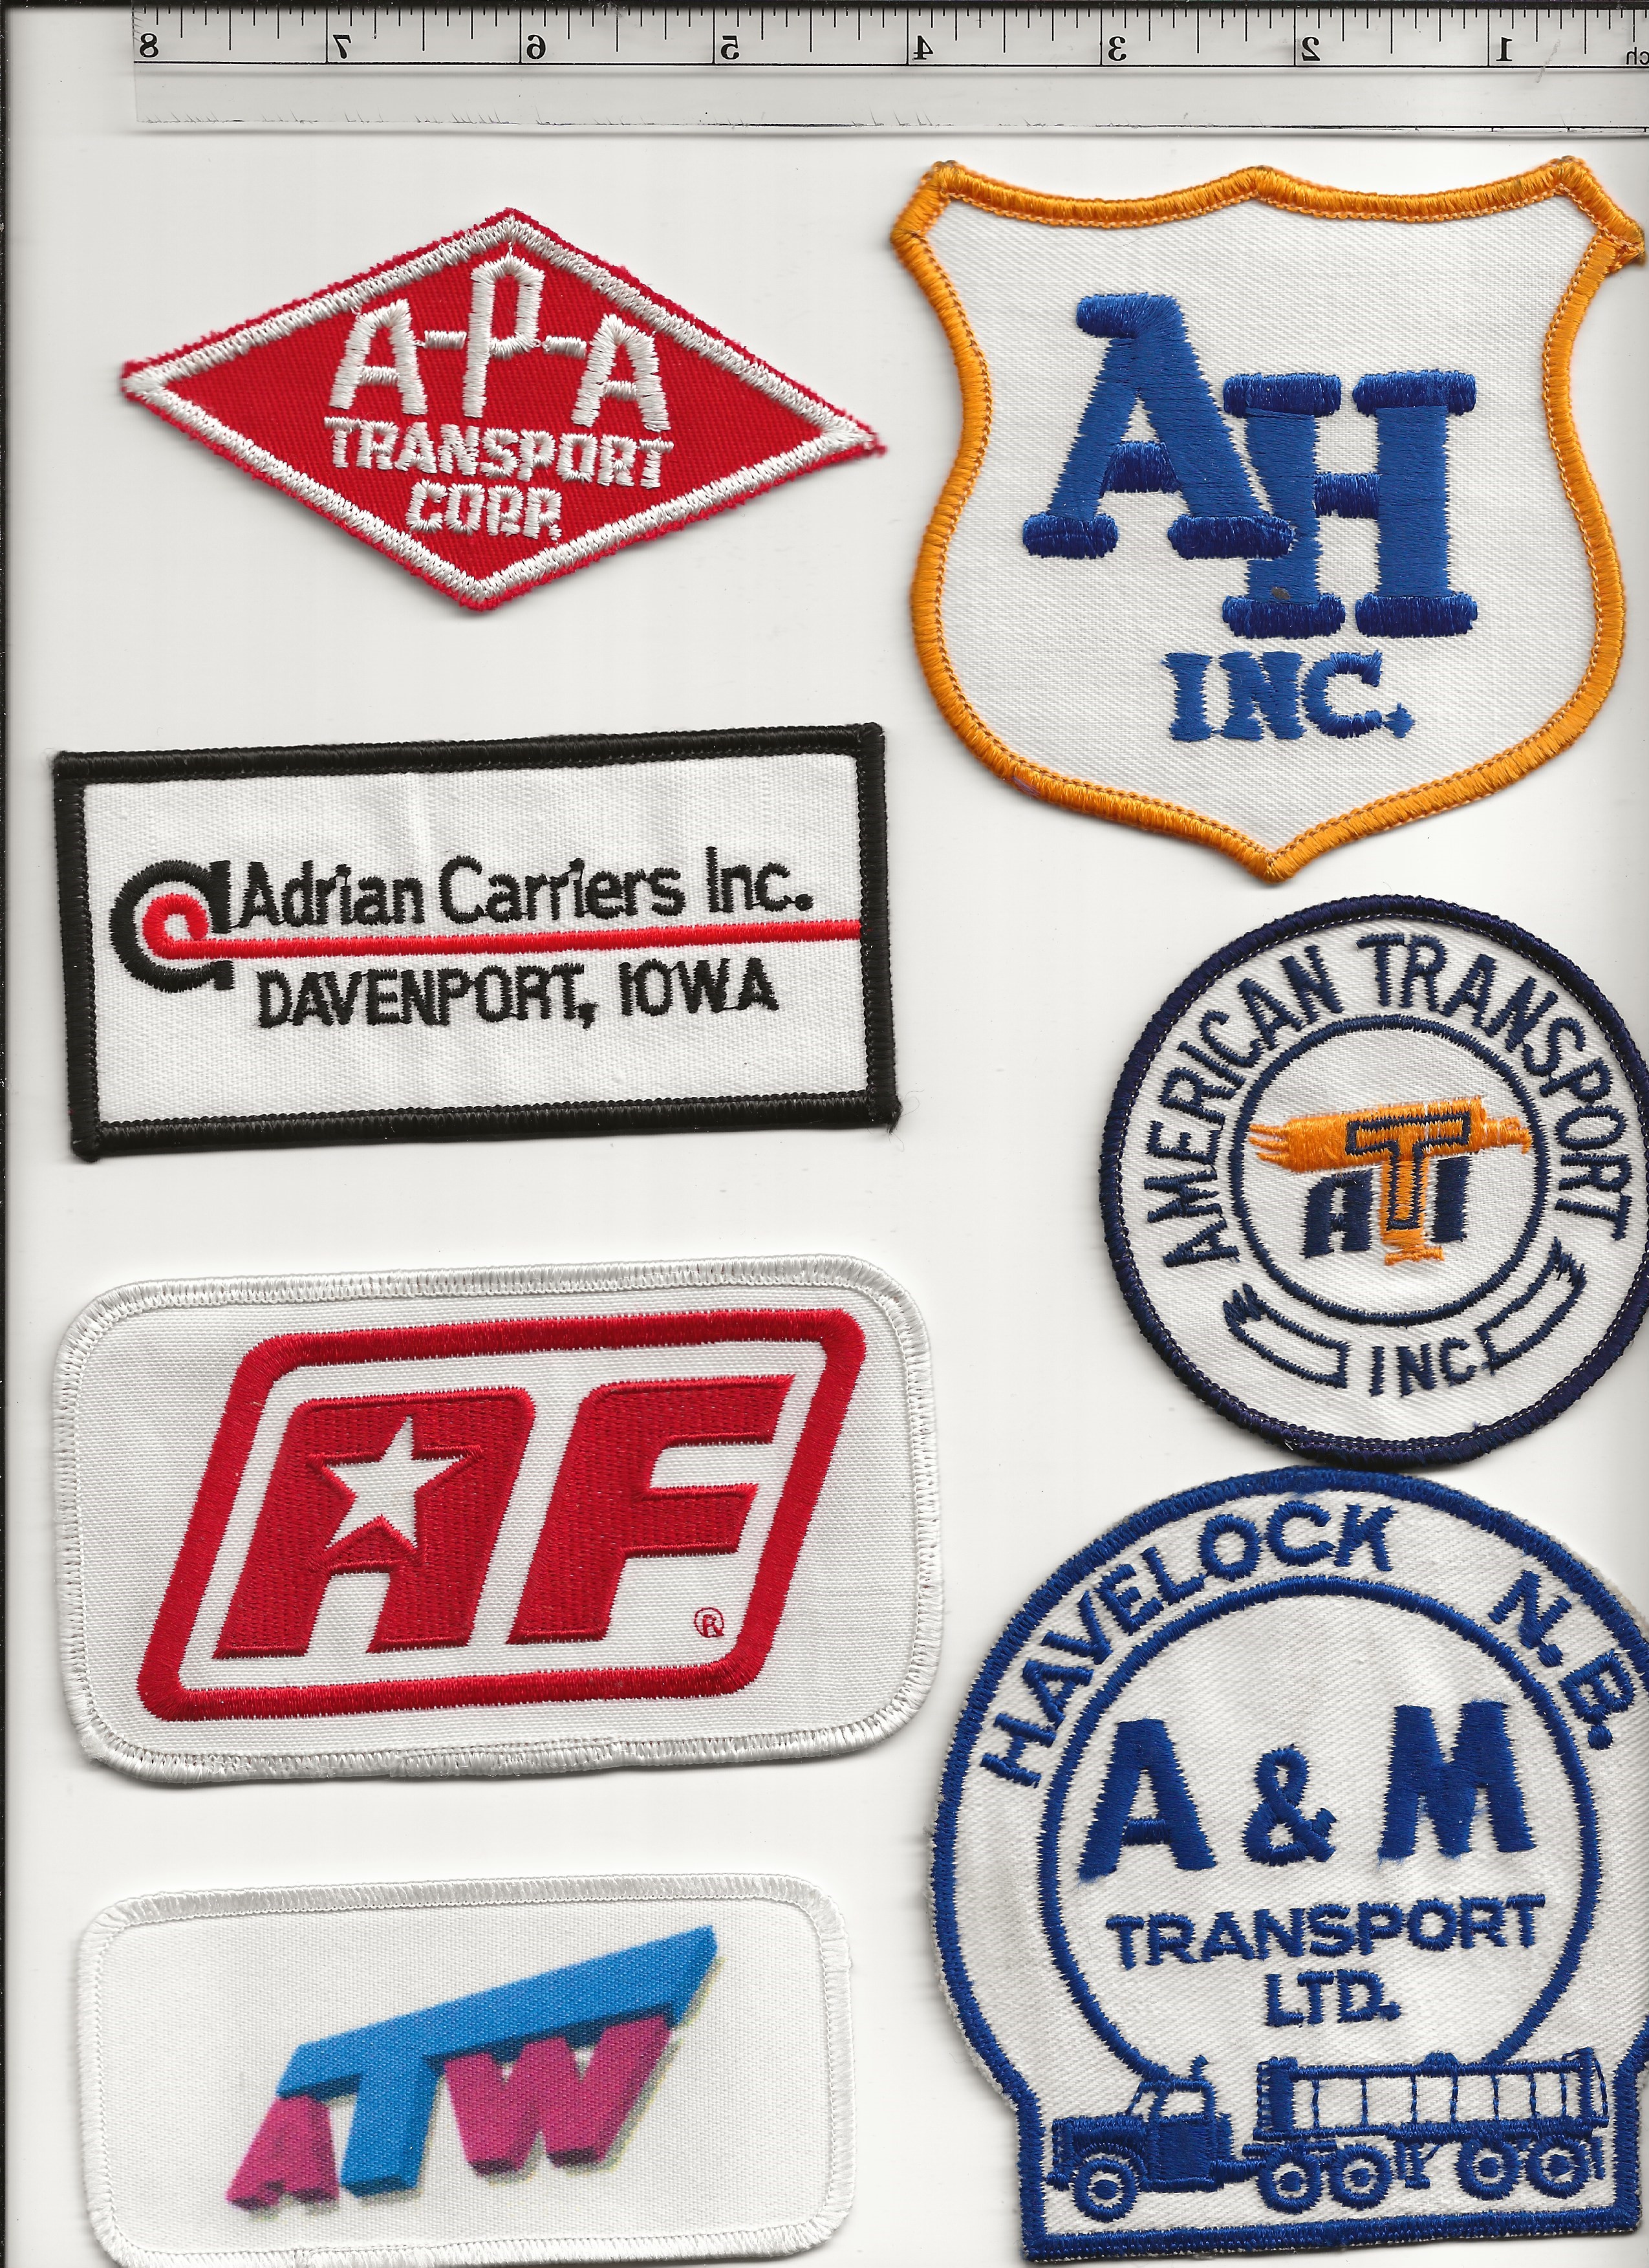 8 7 6 5 4 3 2 1
A-P-A
TRANSPORT
CORP.
AH
INC.
Adrian Carriers Inc.
DAVENPORT, IOWA
AMERICAN TRANSPORT
ATI
INC.
AF
®
HAVELOCK N.B.
A & M
TRANSPORT
LTD.
ATW